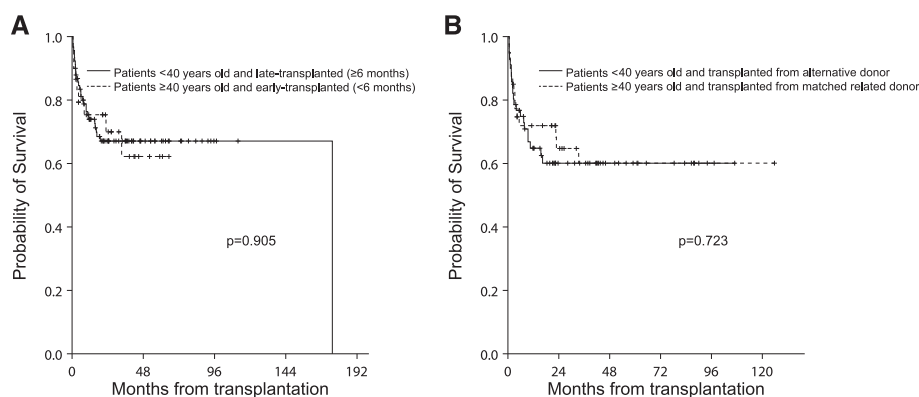 A
1.0
0.8
0.6
0.4
0.2
0.0
Probability of Survival
Patients <40 years old and late-transplanted (≥6 months)
Patients ≥40 years old and early-transplanted (<6 months)
p=0.905
0 48 96 144 192
Months from transplantation
B
1.0
0.8
0.6
0.4
0.2
0.0
Probability of Survival
Patients <40 years old and transplanted from alternative donor
Patients ≥40 years old and transplanted from matched related donor
p=0.723
0 24 48 72 96 120
Months from transplantation